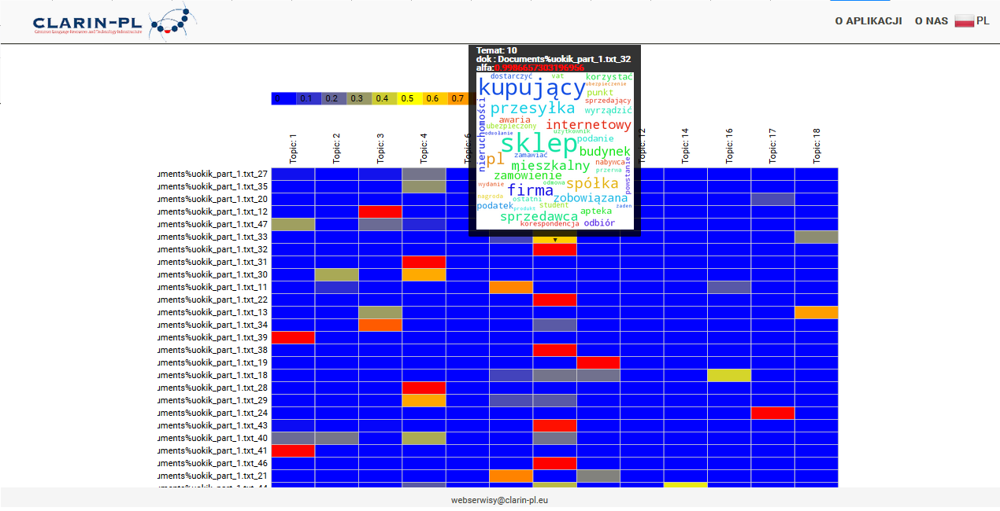 CLARIN-PL
Common Language Resources and Technology Infrastructure
O APLIKACJI O NAS PL
Temat: 10
dok : Documents%uokik_part_1.txt_32
alfa:0.9986657303196956
dostarczyć vat korzystać
ubezpieczenie
kupujący
punkt
sprzedający
przesyłka
wyrządzić
awaria
internetowy
ubezpieczony
użytkownik
odwołanie
sklep
podanie
nieruchomości
zamawiać
budynek
pl
mieszkalny
nabywca
przerwa
zamówienie
powstanie
wydanie
odmowa
spółka
firma
nagroda
ostatni
zobowiązana
podatek
produkt
student
żaden
sprzedawca
apteka
korespondencja
odbiór
0 0.1 0.2 0.3 0.4 0.5 0.6 0.7
Topic: 1
Topic: 2
Topic: 3
Topic: 4
Topic: 6
12
Topic: 14
Topic: 16
Topic: 17
Topic: 18
uments%uokik_part_1.txt_27
uments%uokik_part_1.txt_35
uments%uokik_part_1.txt_20
uments%uokik_part_1.txt_12
uments%uokik_part_1.txt_47
uments%uokik_part_1.txt_33
uments%uokik_part_1.txt_32
uments%uokik_part_1.txt_31
uments%uokik_part_1.txt_30
uments%uokik_part_1.txt_11
uments%uokik_part_1.txt_22
uments%uokik_part_1.txt_13
uments%uokik_part_1.txt_34
uments%uokik_part_1.txt_39
uments%uokik_part_1.txt_38
uments%uokik_part_1.txt_19
uments%uokik_part_1.txt_18
uments%uokik_part_1.txt_28
uments%uokik_part_1.txt_29
uments%uokik_part_1.txt_24
uments%uokik_part_1.txt_43
uments%uokik_part_1.txt_40
uments%uokik_part_1.txt_41
uments%uokik_part_1.txt_46
uments%uokik_part_1.txt_21
uments%uokik_part_1.txt_44
webserwisy@clarin-pl.eu